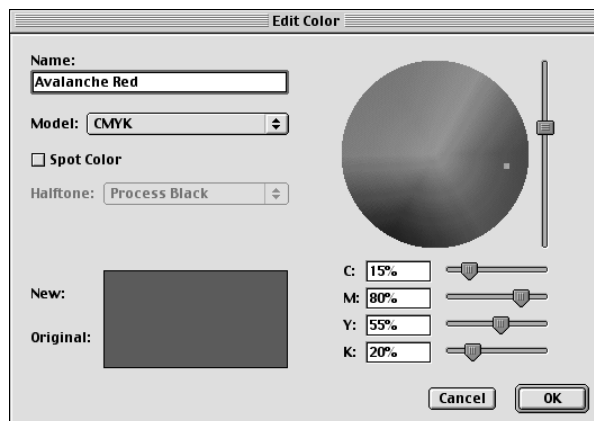 Edit Color
Name:
Avalanche Red
Model: CMYK
Spot Color
Halftone: Process Black
New:
Original:
C: 15%
M: 80%
Y: 55%
K: 20%
Cancel OK